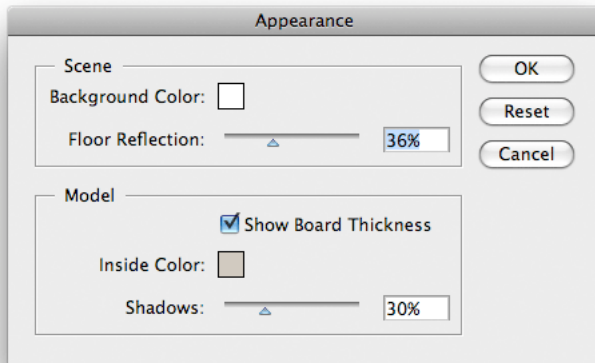 Appearance
Scene
Background Color:
Floor Reflection: 36%
OK
Reset
Cancel
Model
Show Board Thickness
Inside Color:
Shadows: 30%